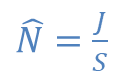 N̂ = J/S